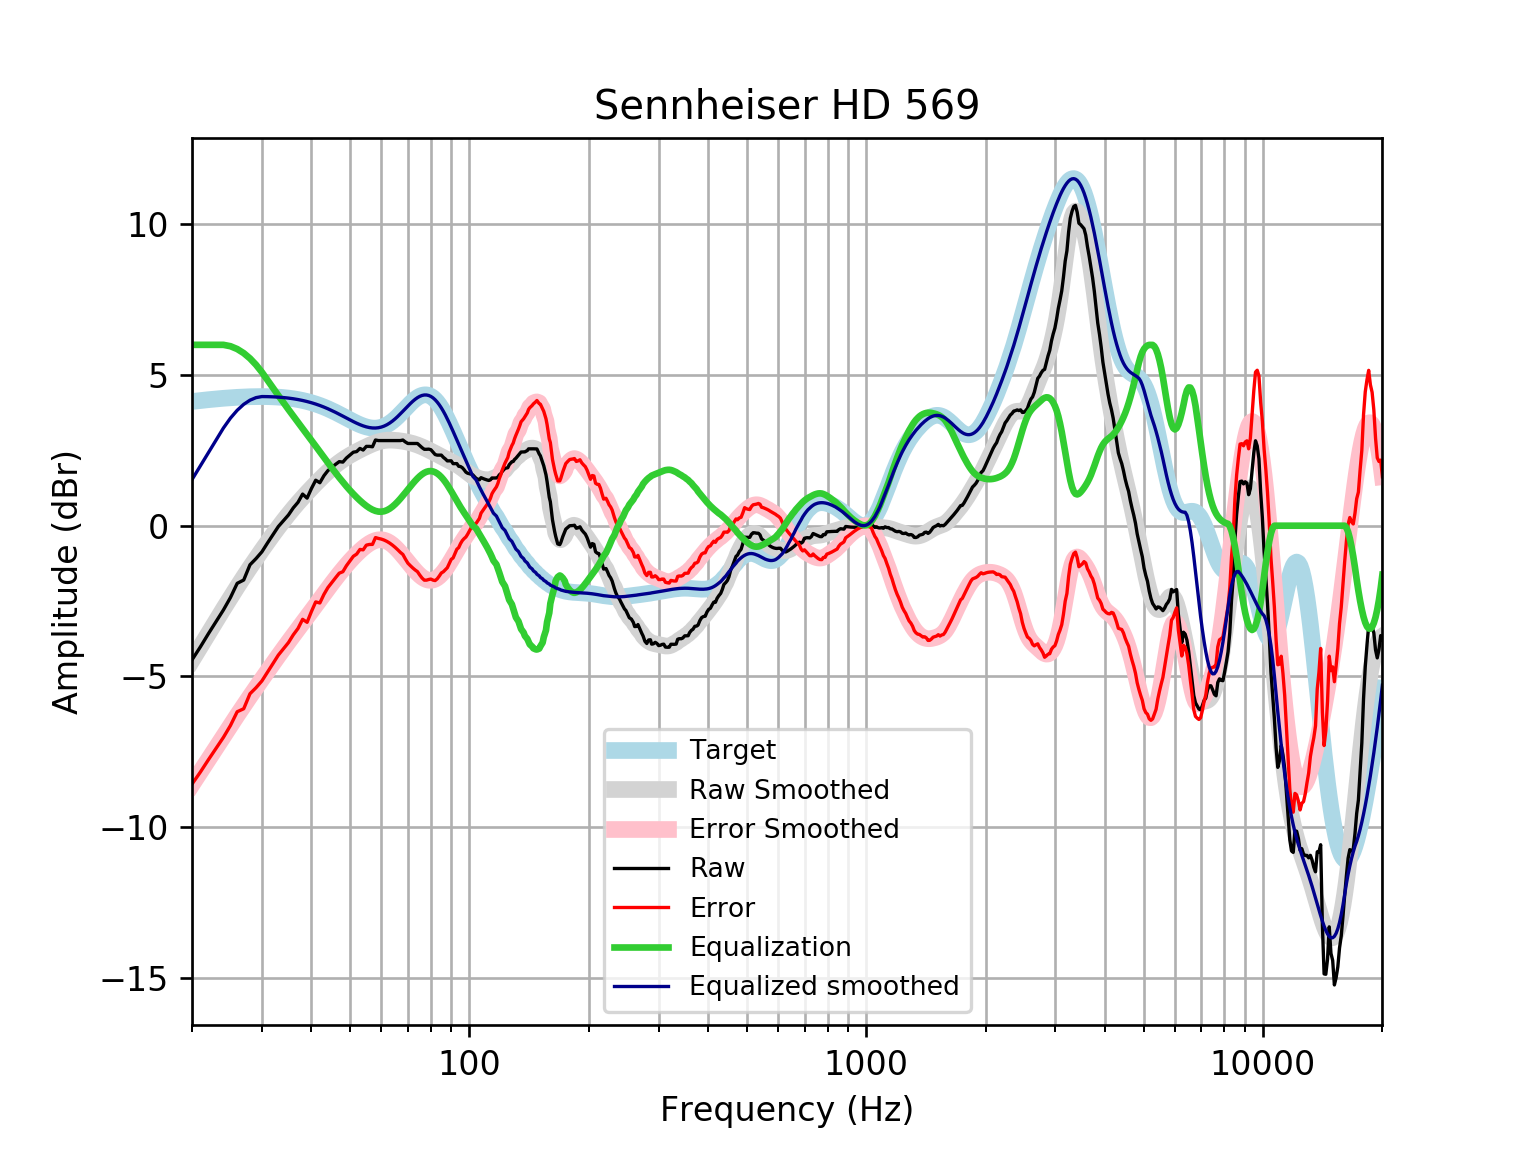 Sennheiser HD 569
Amplitude (dBr)
10
5
0
−5
−10
−15
Target
Raw Smoothed
Error Smoothed
Raw
Error
Equalization
Equalized smoothed
100 1000 10000
Frequency (Hz)